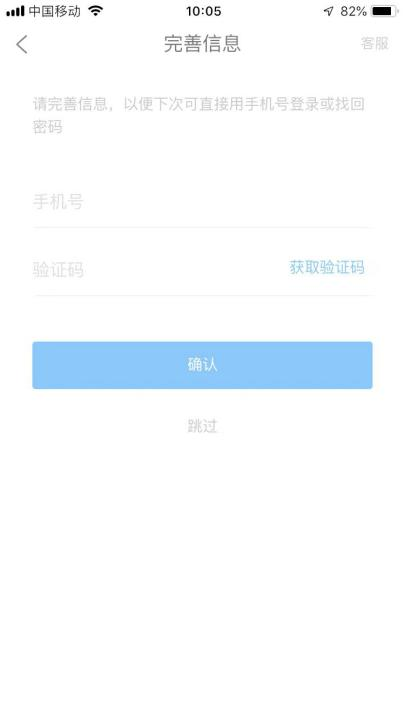 中国移动 10:05 82%
完善信息 客服
请完善信息，以便下次可直接用手机号登录或找回
密码
手机号
验证码 获取验证码
确认
跳过